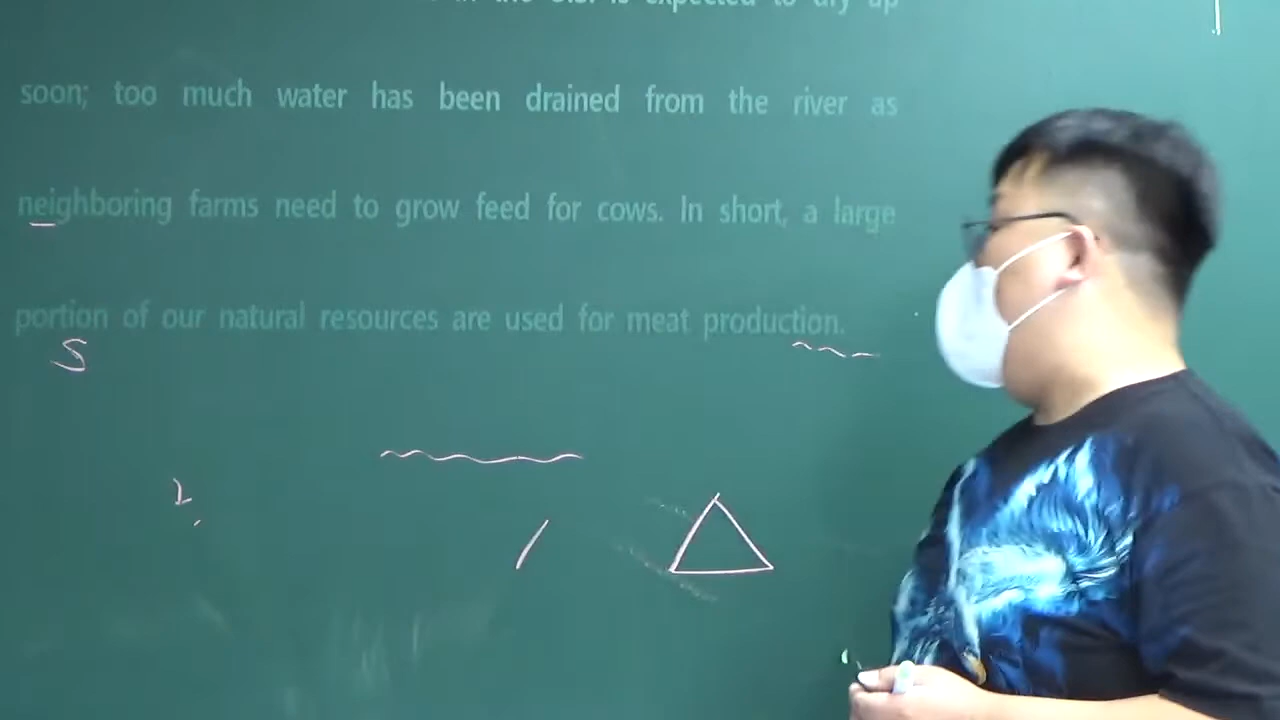 in the U.S. is expected to dry up
soon; too much water has been drained from the river as
neighboring farms need to grow feed for cows. In short, a large
portion of our natural resources are used for meat production.
S